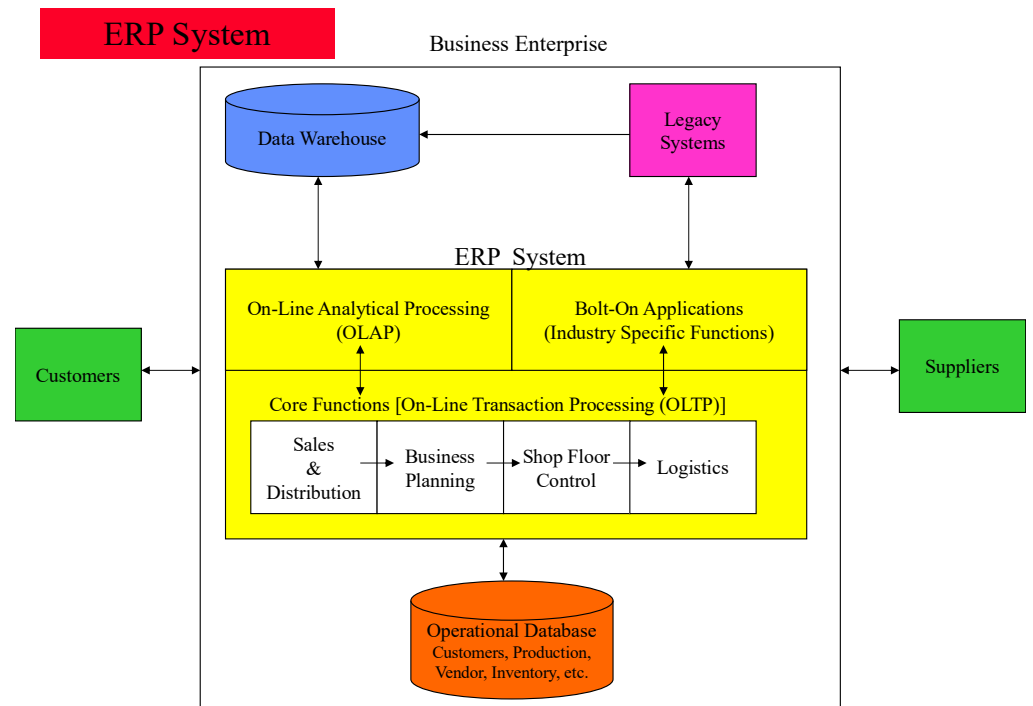 ERP System
Business Enterprise
Data Warehouse
Legacy
Systems
ERP System
On-Line Analytical Processing
(OLAP)
Bolt-On Applications
(Industry Specific Functions)
Customers
Suppliers
Core Functions [On-Line Transaction Processing (OLTP)]
Sales
&
Distribution
Business
Planning
Shop Floor
Control
Logistics
Operational Database
Customers, Production,
Vendor, Inventory, etc.